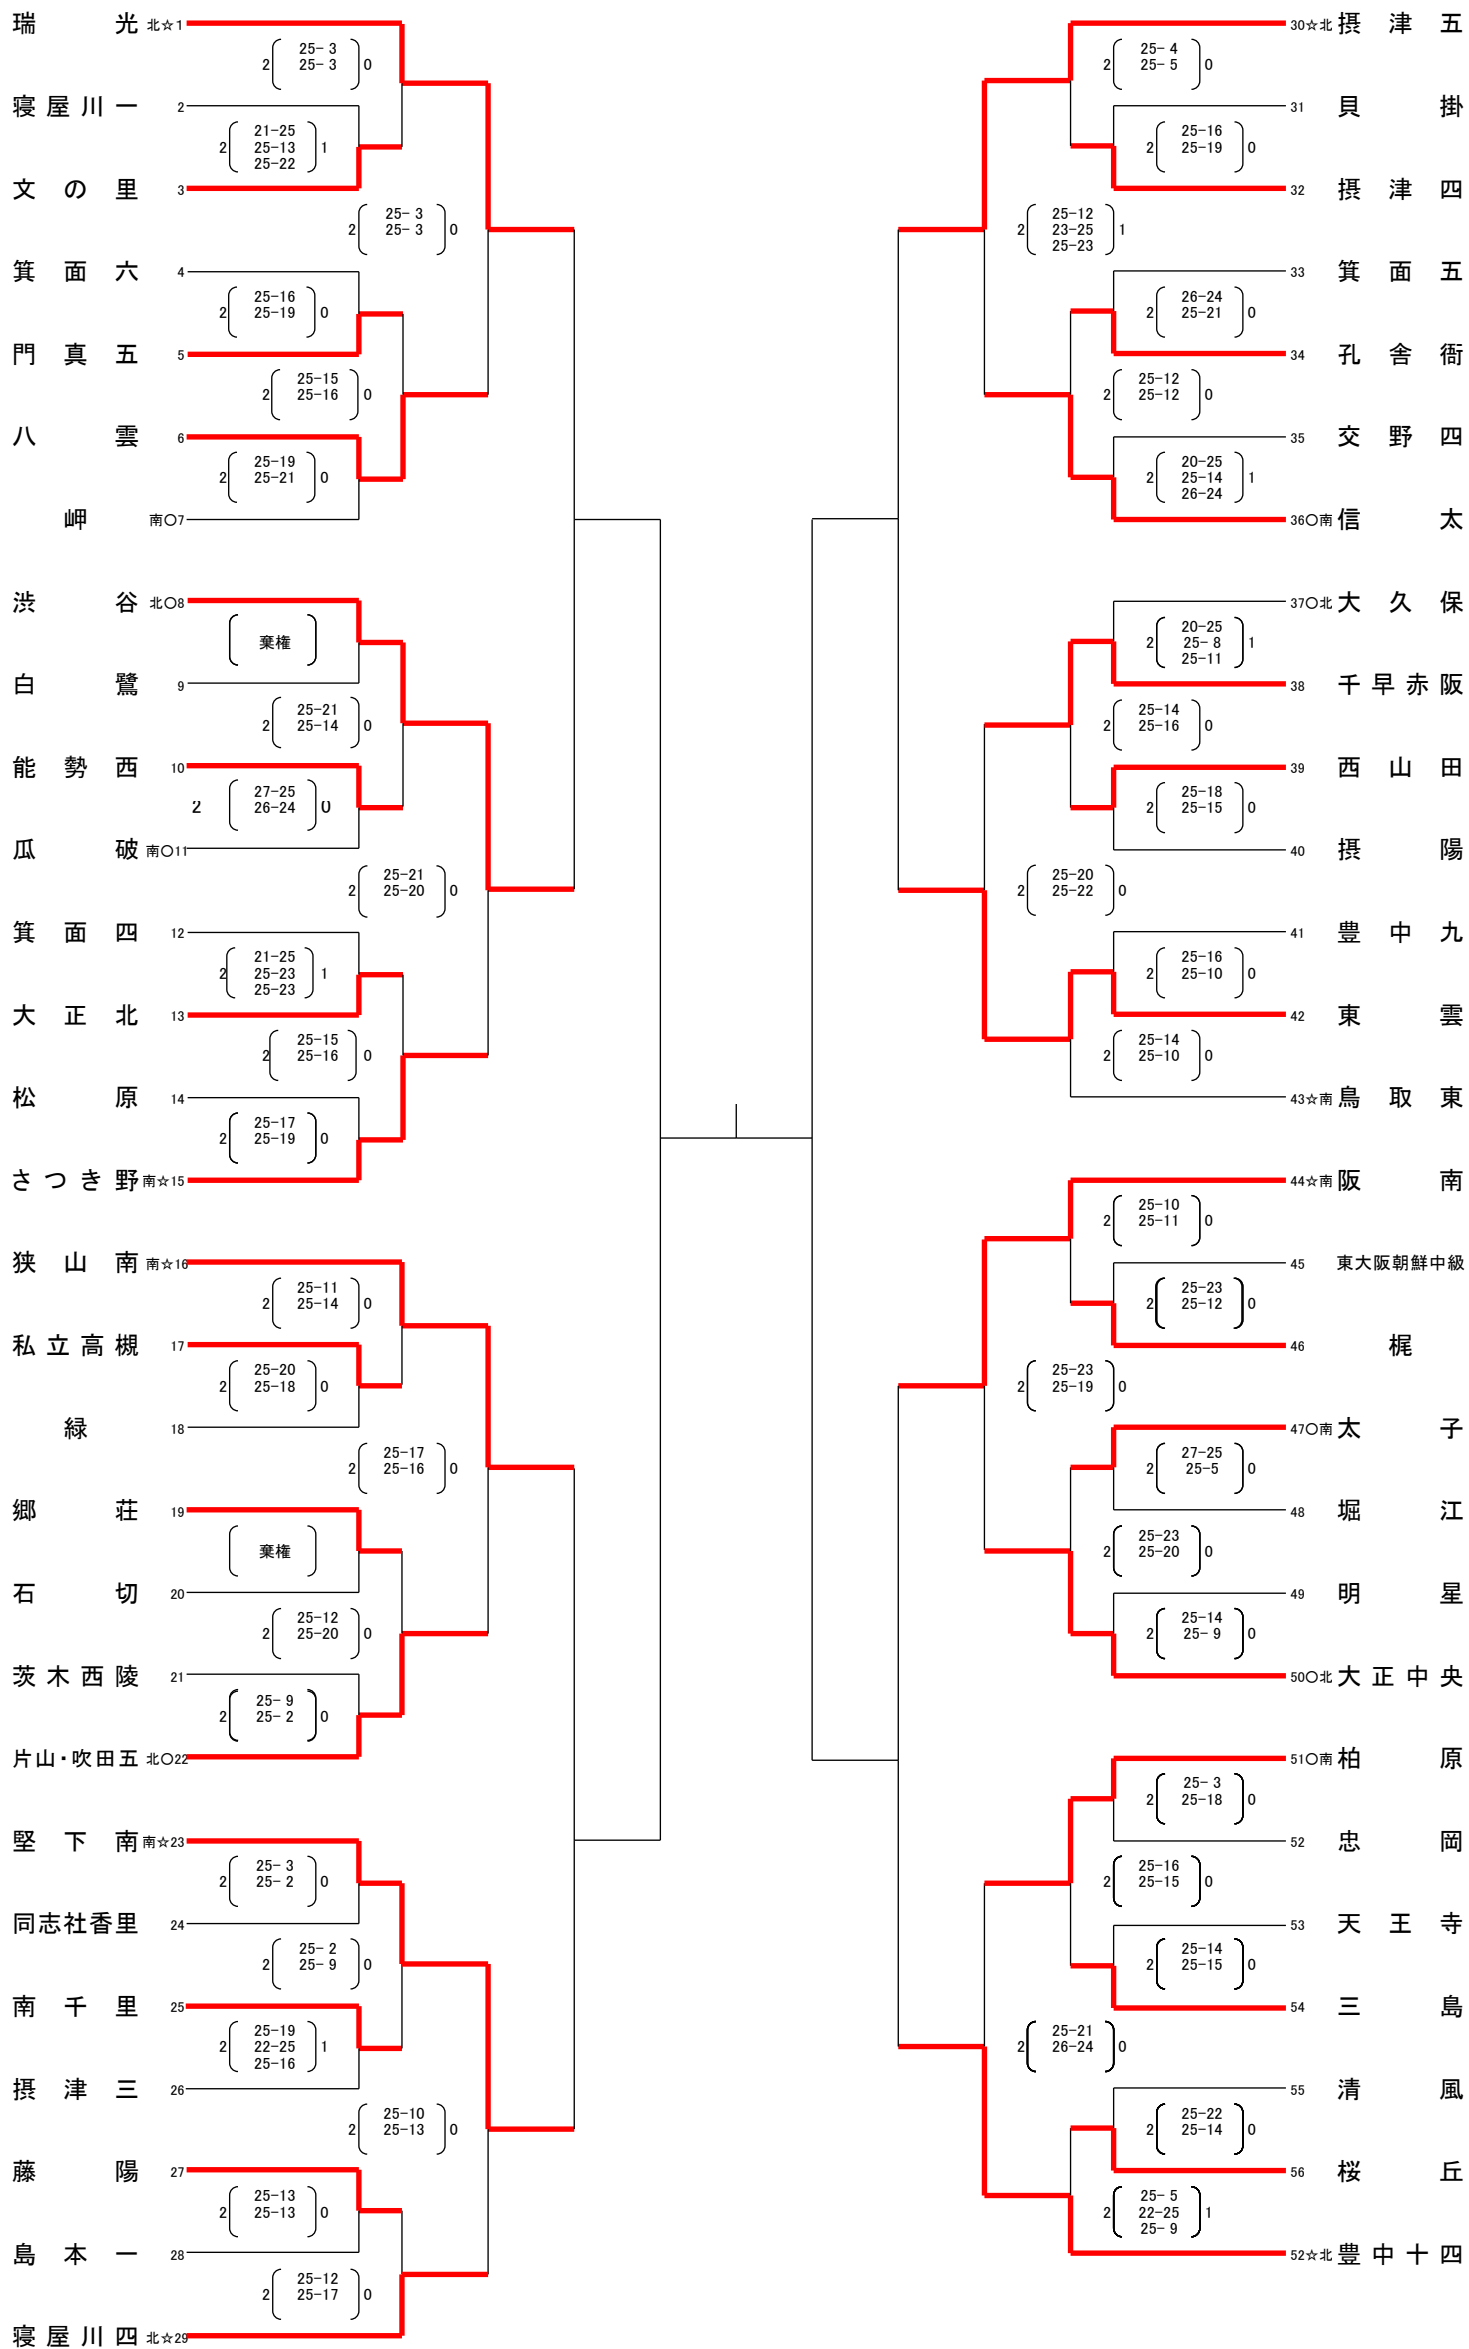 瑞光 北☆1
25- 3
2 25- 3 0
寝屋川一 2
21-25
2 25-13 1
25-22
文の里 3
25- 3
2 25- 3 0
箕面六 4
25-16
2 25-19 0
門真五 5
25-15
2 25-16 0
八雲 6
25-19
2 25-21 0
岬 南○7
渋谷 北○8
棄権
白鷺 9
25-21
2 25-14 0
能勢西 10
27-25
2 26-24 0
瓜破 南○11
25-21
2 25-20 0
箕面四 12
21-25
2 25-23 1
25-23
大正北 13
25-15
2 25-16 0
松原 14
25-17
2 25-19 0
さつき野 南☆15
狭山南 南☆16
25-11
2 25-14 0
私立高槻 17
25-20
2 25-18 0
緑 18
25-17
2 25-16 0
郷荘 19
棄権
石切 20
25-12
2 25-20 0
茨木西陵 21
25- 9
2 25- 2 0
片山・吹田五 北○22
堅下南 南☆23
25- 3
2 25- 2 0
同志社香里 24
25- 2
2 25- 9 0
南千里 25
25-19
2 22-25 1
25-16
摂津三 26
25-10
2 25-13 0
藤陽 27
25-13
2 25-13 0
島本一 28
25-12
2 25-17 0
寝屋川四 北☆29
30☆北 摂津五
25- 4
2 25- 5 0
31 貝掛
25-16
2 25-19 0
32 摂津四
25-12
2 23-25 1
25-23
33 箕面五
26-24
2 25-21 0
34 孔舎衙
25-12
2 25-12 0
35 交野四
20-25
2 25-14 1
26-24
36○南 信太
37○北 大久保
20-25
2 25- 8 1
25-11
38 千早赤阪
25-14
2 25-16 0
39 西山田
25-18
2 25-15 0
40 摂陽
25-20
2 25-22 0
41 豊中九
25-16
2 25-10 0
42 東雲
25-14
2 25-10 0
43☆南 鳥取東
44☆南 阪南
25-10
2 25-11 0
45 東大阪朝鮮中級
25-23
2 25-12 0
46 梶
25-23
2 25-19 0
47○南 太子
27-25
2 25-5 0
48 堀江
25-23
2 25-20 0
49 明星
25-14
2 25- 9 0
50○北 大正中央
51○南 柏原
25- 3
2 25-18 0
52 忠岡
25-16
2 25-15 0
53 天王寺
25-14
2 25-15 0
54 三島
25-21
2 26-24 0
55 清風
25-22
2 25-14 0
56 桜丘
25- 5
2 22-25 1
25- 9
52☆北 豊中十四